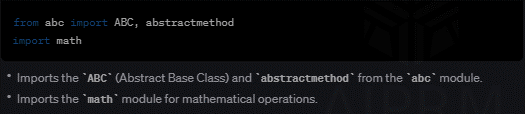 from abc import ABC, abstractmethod
import math
• Imports the `ABC` (Abstract Base Class) and `abstractmethod` from the `abc` module.
• Imports the `math` module for mathematical operations.